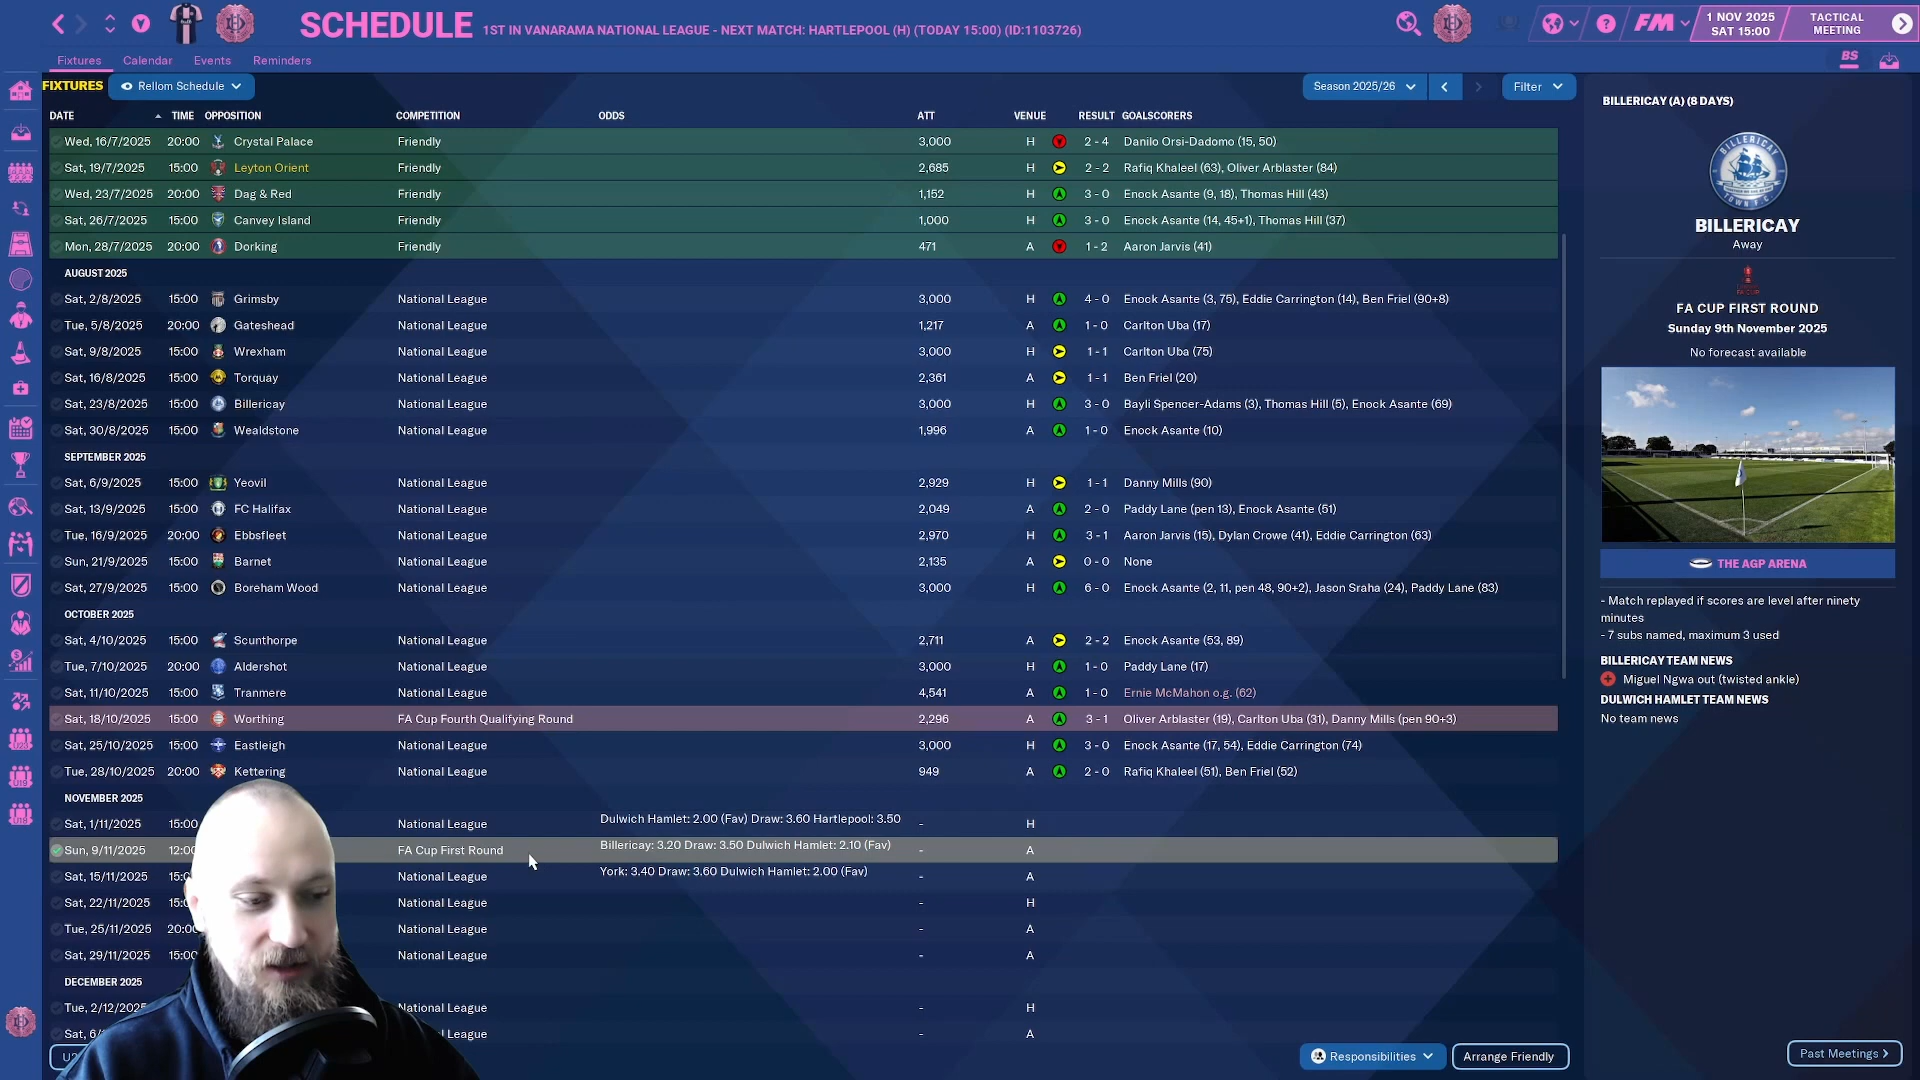 SCHEDULE 1ST IN VANARAMA NATIONAL LEAGUE - NEXT MATCH: HARTLEPOOL (H) (TODAY 15:00) (ID:1103726)
FM 1 NOV 2025 SAT 15:00 TACTICAL MEETING
Fixtures Calendar Events Reminders BS
FIXTURES Rellom Schedule Season 2025/26 Filter
DATE TIME OPPOSITION COMPETITION ODDS ATT VENUE RESULT GOALSCORERS
Wed, 16/7/2025 20:00 Crystal Palace Friendly 3,000 H 2 - 4 Danilo Orsi-Dadomo (15, 50)
Sat, 19/7/2025 15:00 Leyton Orient Friendly 2,685 H 2 - 2 Rafiq Khaleel (63), Oliver Arblaster (84)
Wed, 23/7/2025 20:00 Dag & Red Friendly 1,152 H 3 - 0 Enock Asante (9, 18), Thomas Hill (43)
Sat, 26/7/2025 15:00 Canvey Island Friendly 1,000 H 3 - 0 Enock Asante (14, 45+1), Thomas Hill (37)
Mon, 28/7/2025 20:00 Dorking Friendly 471 A 1 - 2 Aaron Jarvis (41)
AUGUST 2025
Sat, 2/8/2025 15:00 Grimsby National League 3,000 H 4 - 0 Enock Asante (3, 75), Eddie Carrington (14), Ben Friel (90+8)
Tue, 5/8/2025 20:00 Gateshead National League 1,217 A 1 - 0 Carlton Uba (17)
Sat, 9/8/2025 15:00 Wrexham National League 3,000 H 1 - 1 Carlton Uba (75)
Sat, 16/8/2025 15:00 Torquay National League 2,361 A 1 - 1 Ben Friel (20)
Sat, 23/8/2025 15:00 Billericay National League 3,000 H 3 - 0 Bayli Spencer-Adams (3), Thomas Hill (5), Enock Asante (69)
Sat, 30/8/2025 15:00 Wealdstone National League 1,996 A 1 - 0 Enock Asante (10)
SEPTEMBER 2025
Sat, 6/9/2025 15:00 Yeovil National League 2,929 H 1 - 1 Danny Mills (90)
Sat, 13/9/2025 15:00 FC Halifax National League 2,049 A 2 - 0 Paddy Lane (pen 13), Enock Asante (51)
Tue, 16/9/2025 20:00 Ebbsfleet National League 2,970 H 3 - 1 Aaron Jarvis (15), Dylan Crowe (41), Eddie Carrington (63)
Sun, 21/9/2025 15:00 Barnet National League 2,135 A 0 - 0 None
Sat, 27/9/2025 15:00 Boreham Wood National League 3,000 H 6 - 0 Enock Asante (2, 11, pen 48, 90+2), Jason Sraha (24), Paddy Lane (83)
OCTOBER 2025
Sat, 4/10/2025 15:00 Scunthorpe National League 2,711 A 2 - 2 Enock Asante (53, 89)
Tue, 7/10/2025 20:00 Aldershot National League 3,000 H 1 - 0 Paddy Lane (17)
Sat, 11/10/2025 15:00 Tranmere National League 4,541 A 1 - 0 Ernie McMahon o.g. (62)
Sat, 18/10/2025 15:00 Worthing FA Cup Fourth Qualifying Round 2,296 A 3 - 1 Oliver Arblaster (19), Carlton Uba (31), Danny Mills (pen 90+3)
Sat, 25/10/2025 15:00 Eastleigh National League 3,000 H 3 - 0 Enock Asante (17, 54), Eddie Carrington (74)
Tue, 28/10/2025 20:00 Kettering National League 949 A 2 - 0 Rafiq Khaleel (51), Ben Friel (52)
NOVEMBER 2025
Sat, 1/11/2025 15:00 National League Dulwich Hamlet: 2.00 (Fav) Draw: 3.60 Hartlepool: 3.50 - H
Sun, 9/11/2025 12:00 FA Cup First Round Billericay: 3.20 Draw: 3.50 Dulwich Hamlet: 2.10 (Fav) - A
Sat, 15/11/2025 National League York: 3.40 Draw: 3.60 Dulwich Hamlet: 2.00 (Fav) - A
Sat, 22/11/2025 National League - H
Tue, 25/11/2025 National League - A
Sat, 29/11/2025 National League - A
DECEMBER 2025
Tue, 2/12/2025 National League - H
Sat, League - A
Responsibilities Arrange Friendly
BILLERICAY (A) (8 DAYS)
BILLERICAY
TOWN F.C.
BILLERICAY
Away
FA CUP FIRST ROUND
Sunday 9th November 2025
No forecast available
THE AGP ARENA
- Match replayed if scores are level after ninety
minutes
- 7 subs named, maximum 3 used
BILLERICAY TEAM NEWS
Miguel Ngwa out (twisted ankle)
DULWICH HAMLET TEAM NEWS
No team news
Past Meetings